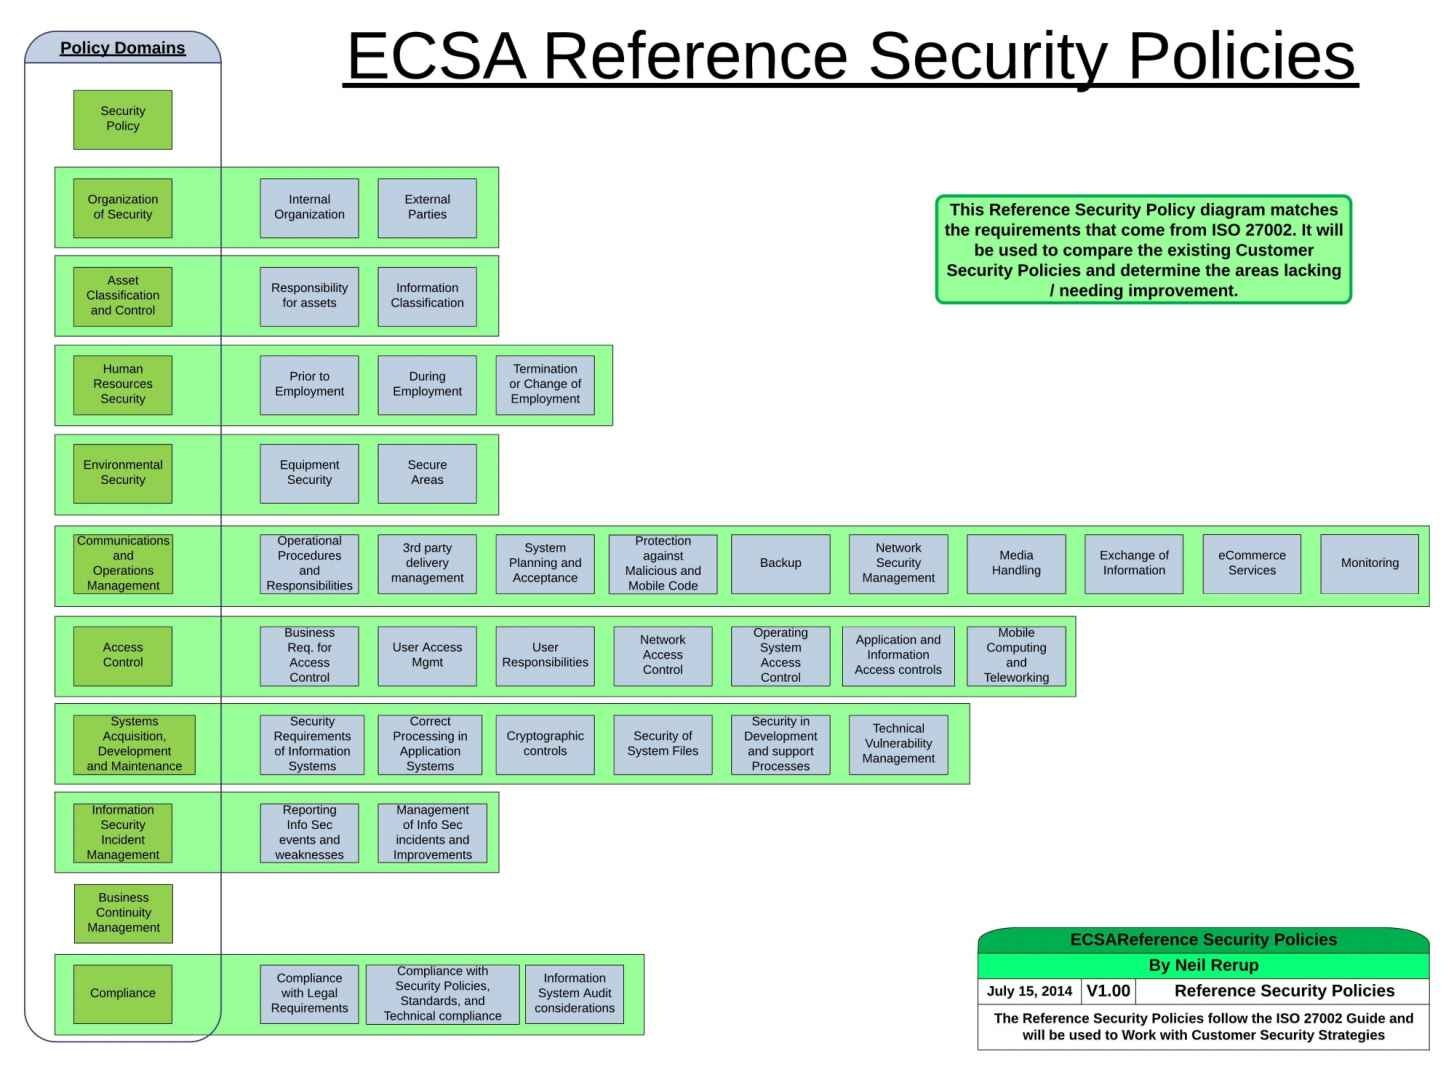 Policy Domains
ECSA Reference Security Policies
Security
Policy
Organization
of Security
Internal
Organization
External
Parties
This Reference Security Policy diagram matches
the requirements that come from ISO 27002. It will
be used to compare the existing Customer
Security Policies and determine the areas lacking
/ needing improvement.
Asset
Classification
and Control
Responsibility
for assets
Information
Classification
Human
Resources
Security
Prior to
Employment
During
Employment
Termination
or Change of
Employment
Environmental
Security
Equipment
Security
Secure
Areas
Communications
and
Operations
Management
Operational
Procedures
and
Responsibilities
3rd party
delivery
management
System
Planning and
Acceptance
Protection
against
Malicious and
Mobile Code
Backup
Network
Security
Management
Media
Handling
Exchange of
Information
eCommerce
Services
Monitoring
Access
Control
Business
Req. for
Access
Control
User Access
Mgmt
User
Responsibilities
Network
Access
Control
Operating
System
Access
Control
Application and
Information
Access controls
Mobile
Computing
and
Teleworking
Systems
Acquisition,
Development
and Maintenance
Security
Requirements
of Information
Systems
Correct
Processing in
Application
Systems
Cryptographic
controls
Security of
System Files
Security in
Development
and support
Processes
Technical
Vulnerability
Management
Information
Security
Incident
Management
Reporting
Info Sec
events and
weaknesses
Management
of Info Sec
incidents and
Improvements
Business
Continuity
Management
Compliance
Compliance
with Legal
Requirements
Compliance with
Security Policies,
Standards, and
Technical compliance
Information
System Audit
considerations
ECSAReference Security Policies
By Neil Rerup
July 15, 2014 V1.00 Reference Security Policies
The Reference Security Policies follow the ISO 27002 Guide and
will be used to Work with Customer Security Strategies